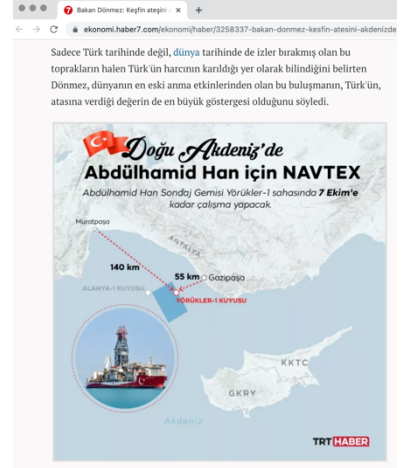 Bakan Dönmez: Keşfin ateşini
ekonomi.haber7.com/ekonomi/haber/3258337-bakan-donmez-kesfin-atesini-akdenizde
Sadece Türk tarihinde değil, dünya tarihinde de izler bırakmış olan bu
toprakların halen Türk'ün harcının karıldığı yer olarak bilindiğini belirten
Dönmez, dünyanın en eski anma etkinlerinden olan bu buluşmanın, Türk'ün,
atasına verdiği değerin de en büyük göstergesi olduğunu söyledi.
Doğu Akdeniz'de
Abdülhamid Han için NAVTEX
Abdülhamid Han Sondaj Gemisi Yörükler-1 sahasında 7 Ekim'e
kadar çalışma yapacak.
Muratpaşa
ANTALYA
140 km
55 km
Gazipaşa
ALANYA-1 KUYUSU
YÖRÜKLER-1 KUYUSU
KKTC
GKRY
Akdeniz
TRT HABER